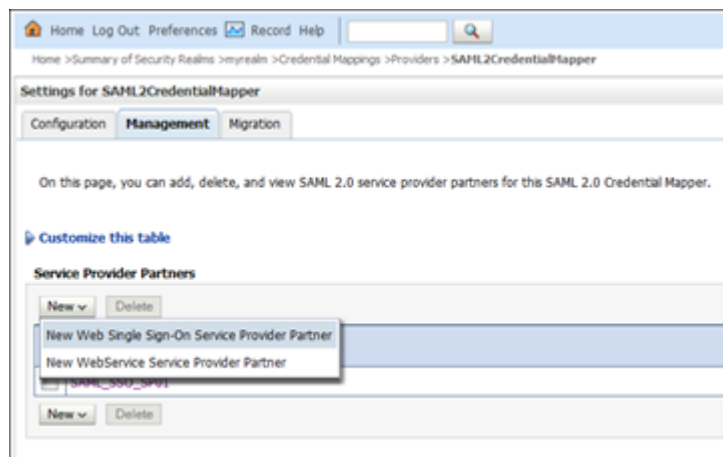 Home Log Out Preferences Record Help
Home >Summary of Security Realms >myrealm >Credential Mappings >Providers >SAML2CredentialMapper
Settings for SAML2CredentialMapper
Configuration Management Migration
On this page, you can add, delete, and view SAML 2.0 service provider partners for this SAML 2.0 Credential Mapper.
Customize this table
Service Provider Partners
New Delete
New Web Single Sign-On Service Provider Partner
New WebService Service Provider Partner
SAML_SSO_SP01
New Delete